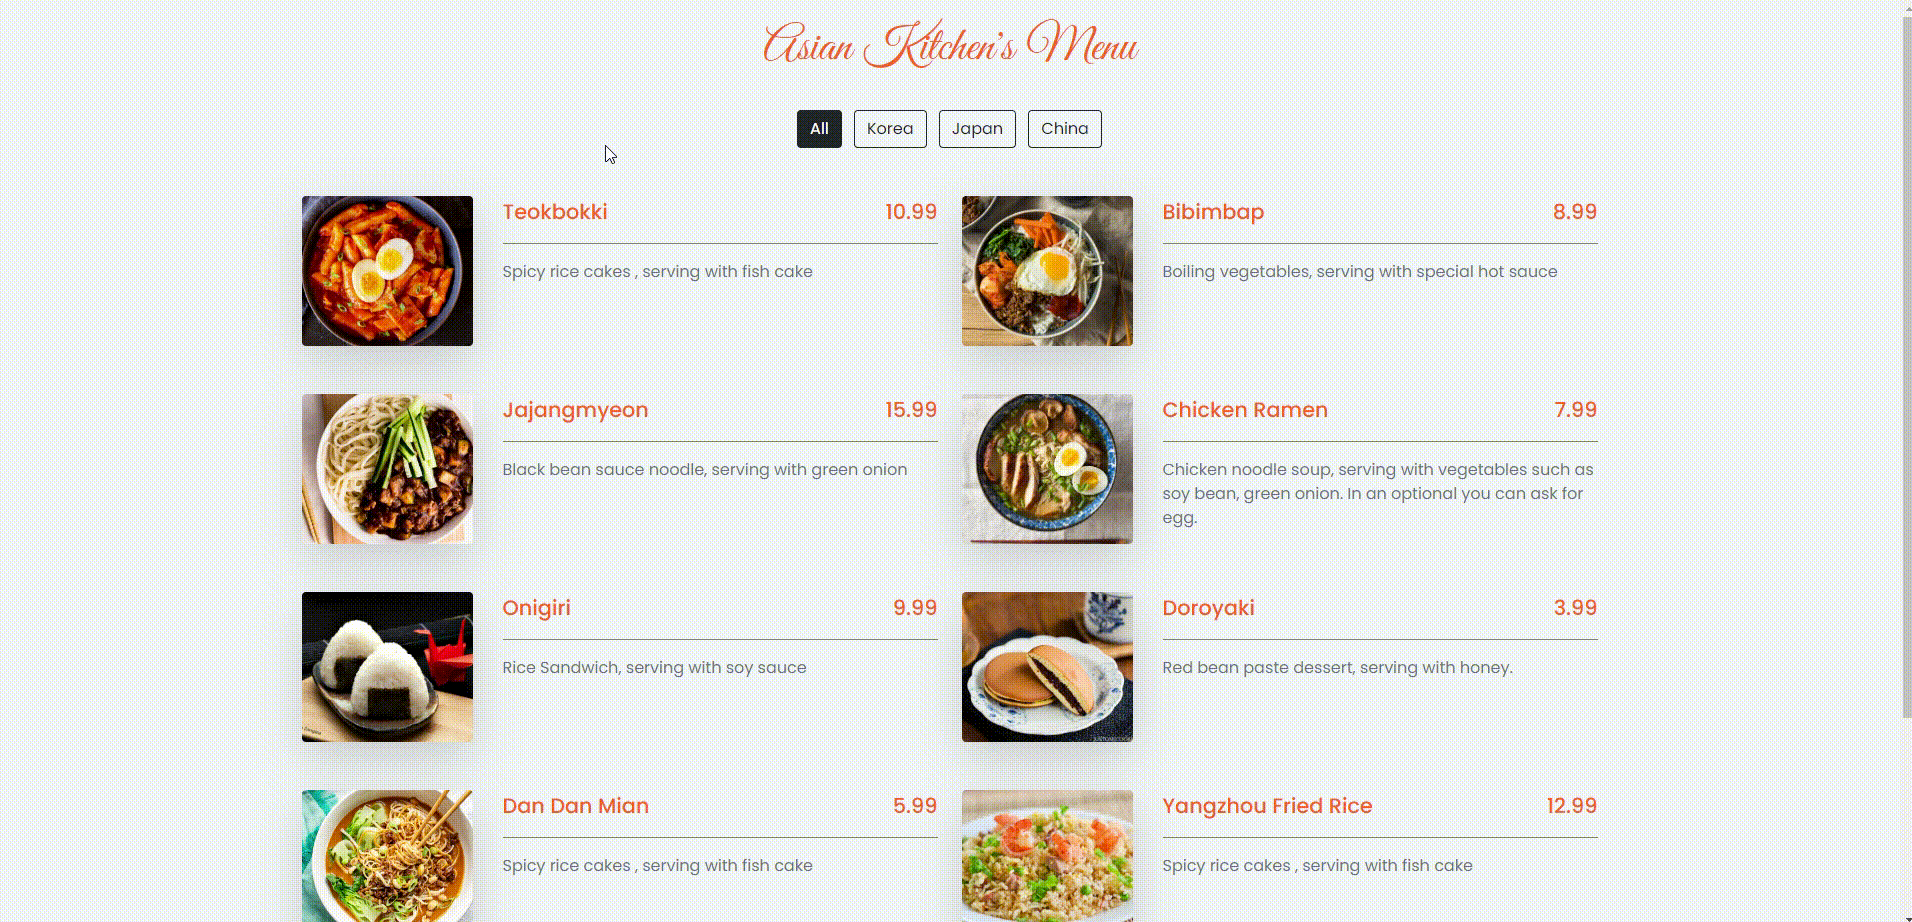 Asian Kitchen's Menu
All Korea Japan China
Teokbokki 10.99
Spicy rice cakes , serving with fish cake
Bibimbap 8.99
Boiling vegetables, serving with special hot sauce
Jajangmyeon 15.99
Black bean sauce noodle, serving with green onion
Chicken Ramen 7.99
Chicken noodle soup, serving with vegetables such as
soy bean, green onion. In an optional you can ask for
egg.
Onigiri 9.99
Rice Sandwich, serving with soy sauce
Doroyaki 3.99
Red bean paste dessert, serving with honey.
Dan Dan Mian 5.99
Spicy rice cakes , serving with fish cake
Yangzhou Fried Rice 12.99
Spicy rice cakes , serving with fish cake